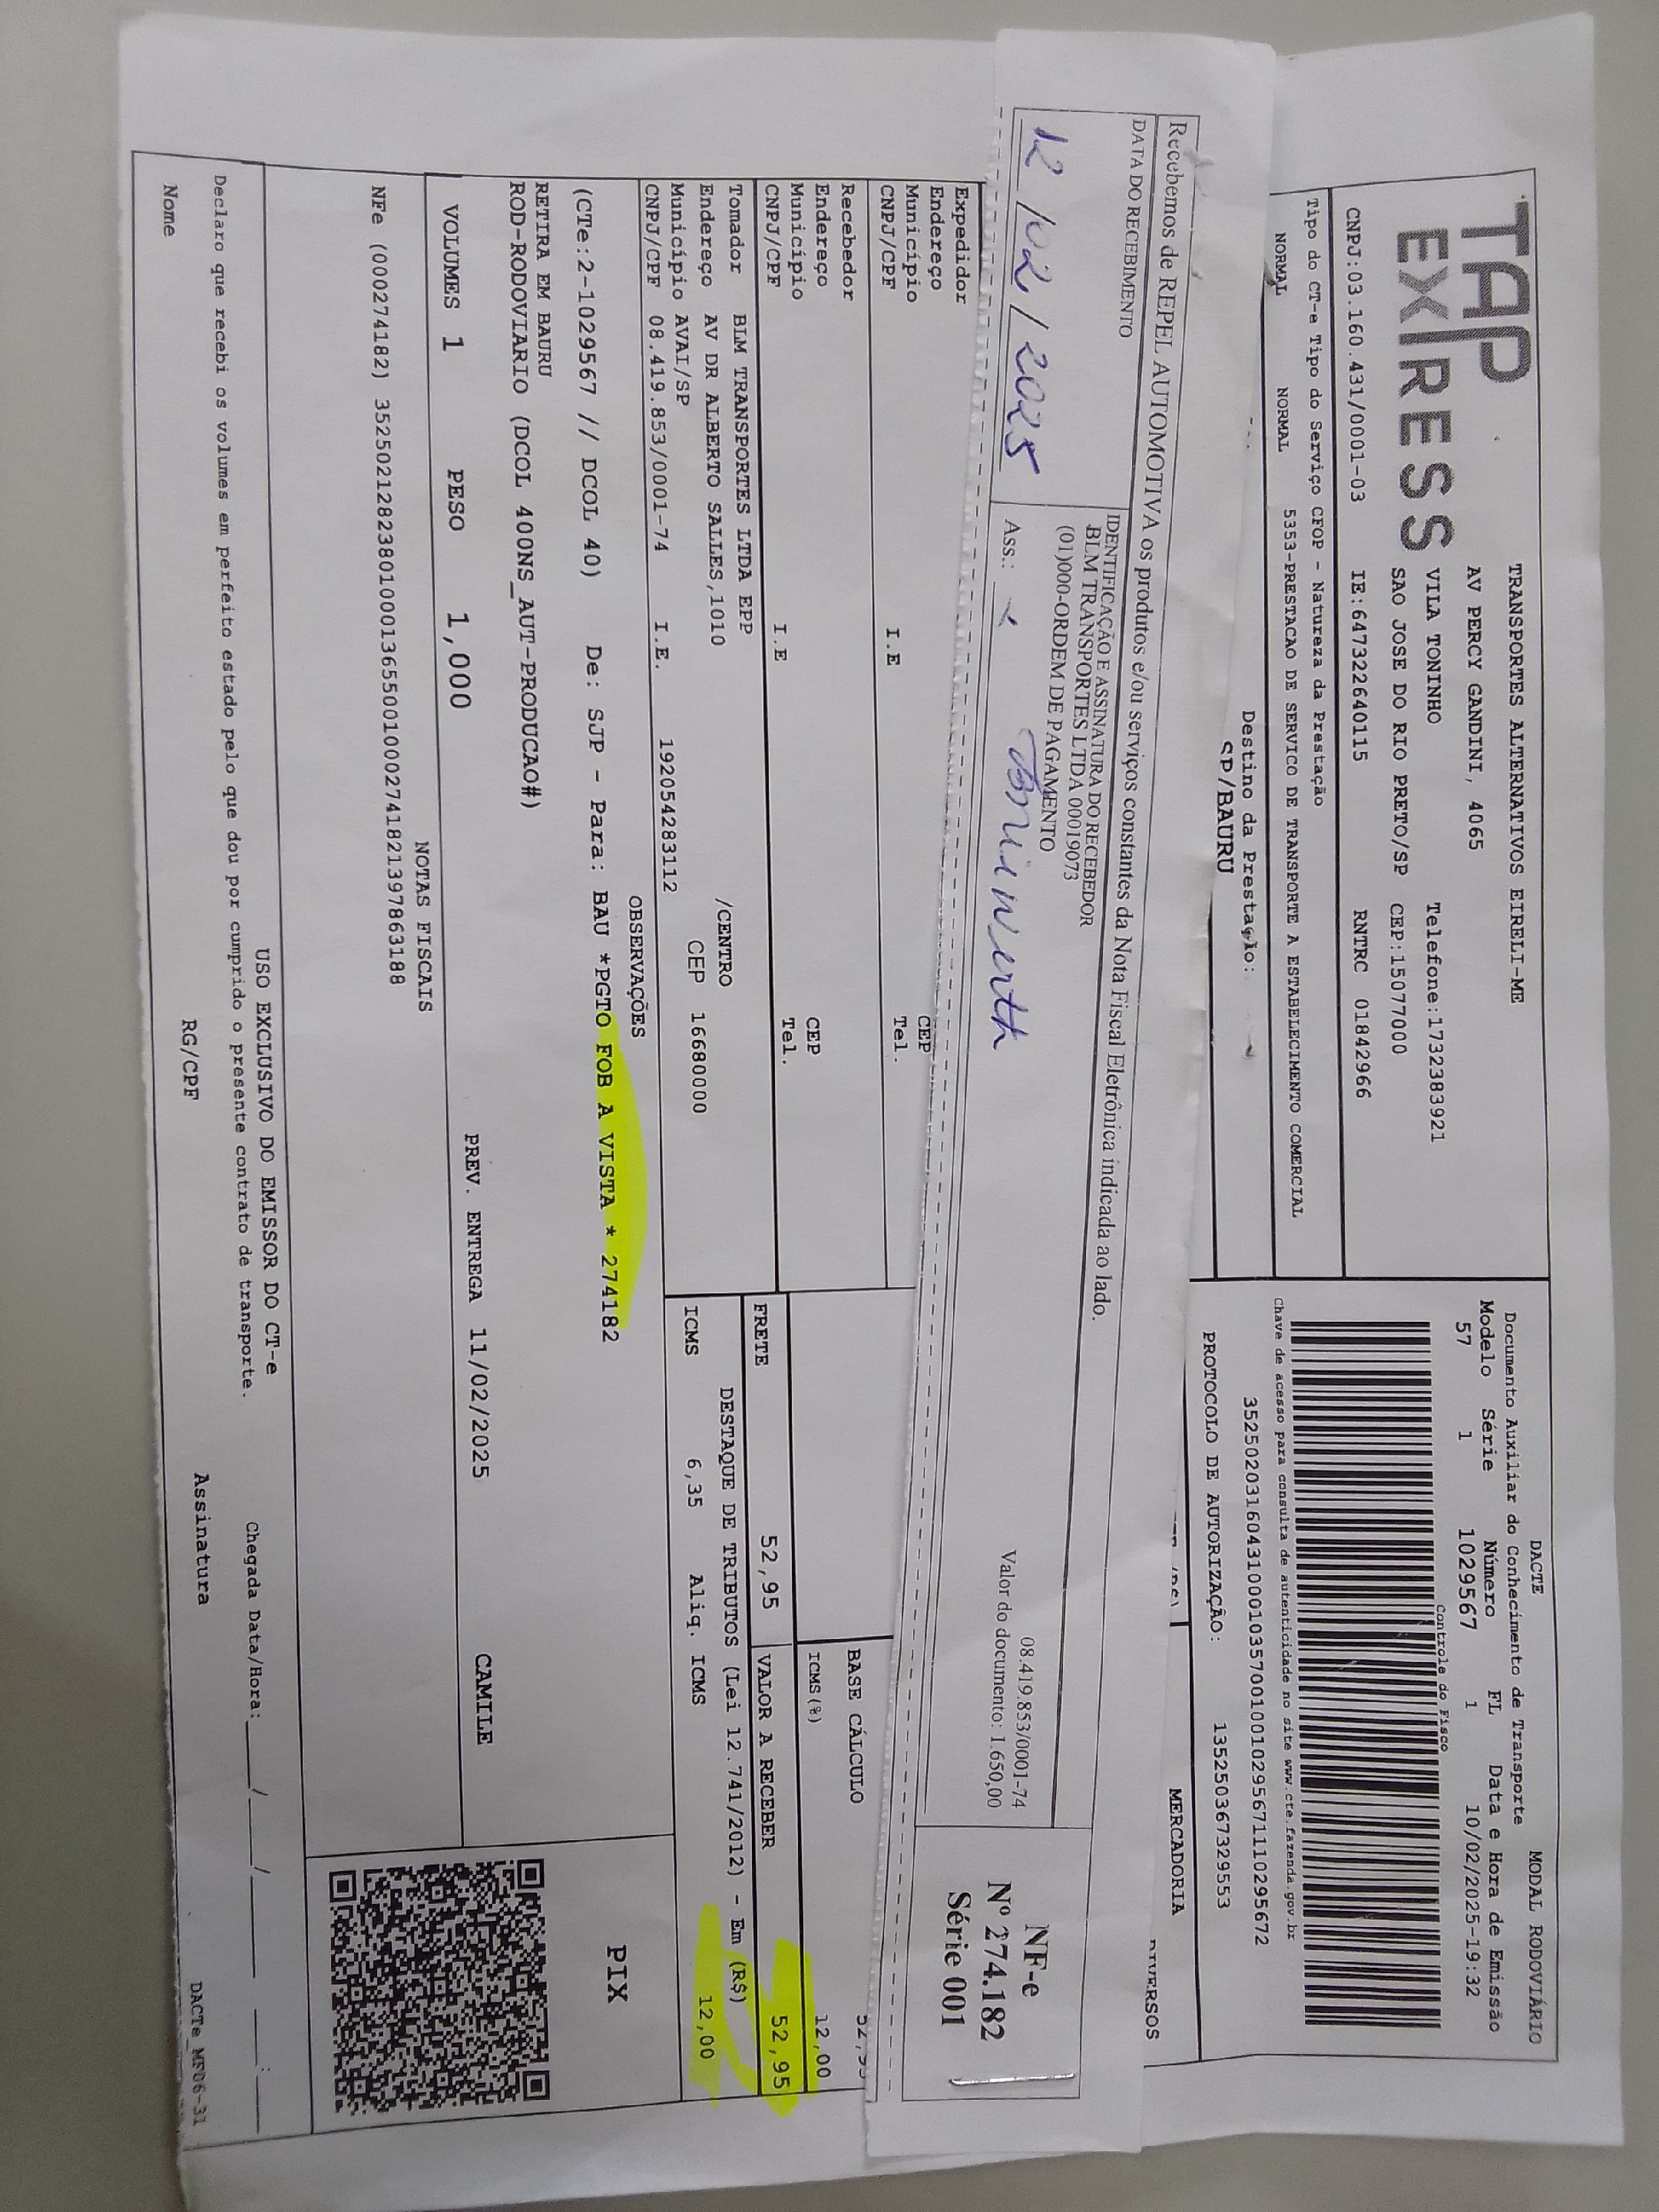 TAP
EXPRESS
TRANSPORTES ALTERNATIVOS EIRELI-ME
AV PERCY GANDINI, 4065
VILA TONINHO Telefone:1732383921
SAO JOSE DO RIO PRETO/SP CEP:15077000
CNPJ:03.160.431/0001-03 IE:647322640115 RNTRC 01842966
Tipo do CT-e Tipo do Serviço CFOP - Natureza da Prestação
NORMAL NORMAL 5353-PRESTACAO DE SERVICO DE TRANSPORTE A ESTABELECIMENTO COMERCIAL
Destino da Prestação:
SP/BAURU
DACTE MODAL RODOVIÁRIO
Documento Auxiliar do Conhecimento de Transporte
Modelo Série Número FL Data e Hora de Emissão
57 1 1029567 1 10/02/2025-19:32
Controle do Fisco
Chave de acesso para consulta de autenticidade no site www.cte.fazenda.gov.br
35250203160431000103570010010295671110295672
PROTOCOLO DE AUTORIZAÇÃO: 135250367329553
MERCADORIA DIVERSOS
Recebemos de REPEL AUTOMOTIVA os produtos e/ou serviços constantes da Nota Fiscal Eletrônica indicada ao lado.
DATA DO RECEBIMENTO
12/02/2025
IDENTIFICAÇÃO E ASSINATURA DO RECEBEDOR
BLM TRANSPORTES LTDA 00019073
(01)000-ORDEM DE PAGAMENTO
Ass.:
08.419.853/0001-74
Valor do documento: 1.650,00
NF-e
Nº 274.182
Série 001
Expedidor
Endereço
Município CEP
CNPJ/CPF I.E Tel.
Recebedor
Endereço
Município CEP
CNPJ/CPF I.E Tel.
BASE CÁLCULO
ICMS(%) 12,00
Tomador BLM TRANSPORTES LTDA EPP
Endereço AV DR ALBERTO SALLES,1010 /CENTRO
Município AVAI/SP CEP 16680000
CNPJ/CPF 08.419.853/0001-74 I.E. 192054283112
FRETE 52,95 VALOR A RECEBER 52,95
DESTAQUE DE TRIBUTOS (Lei 12.741/2012) - Em (R$)
ICMS 6,35 Aliq. ICMS 12,00
OBSERVAÇÕES
(CTe:2-1029567 // DCOL 40) De: SJP - Para: BAU *PGTO FOB A VISTA * 274182
RETIRA EM BAURU
ROD-RODOVIARIO (DCOL 400NS_AUT-PRODUCAO#)
PIX
VOLUMES 1 PESO 1,000 PREV. ENTREGA 11/02/2025 CAMILE
NOTAS FISCAIS
NFe (000274182) 35250212823801000136550010002741821397863188
USO EXCLUSIVO DO EMISSOR DO CT-e
Declaro que recebi os volumes em perfeito estado pelo que dou por cumprido o presente contrato de transporte.
Chegada Data/Hora:____/____/______ ____:____
Nome RG/CPF Assinatura DACTe_MF06-31